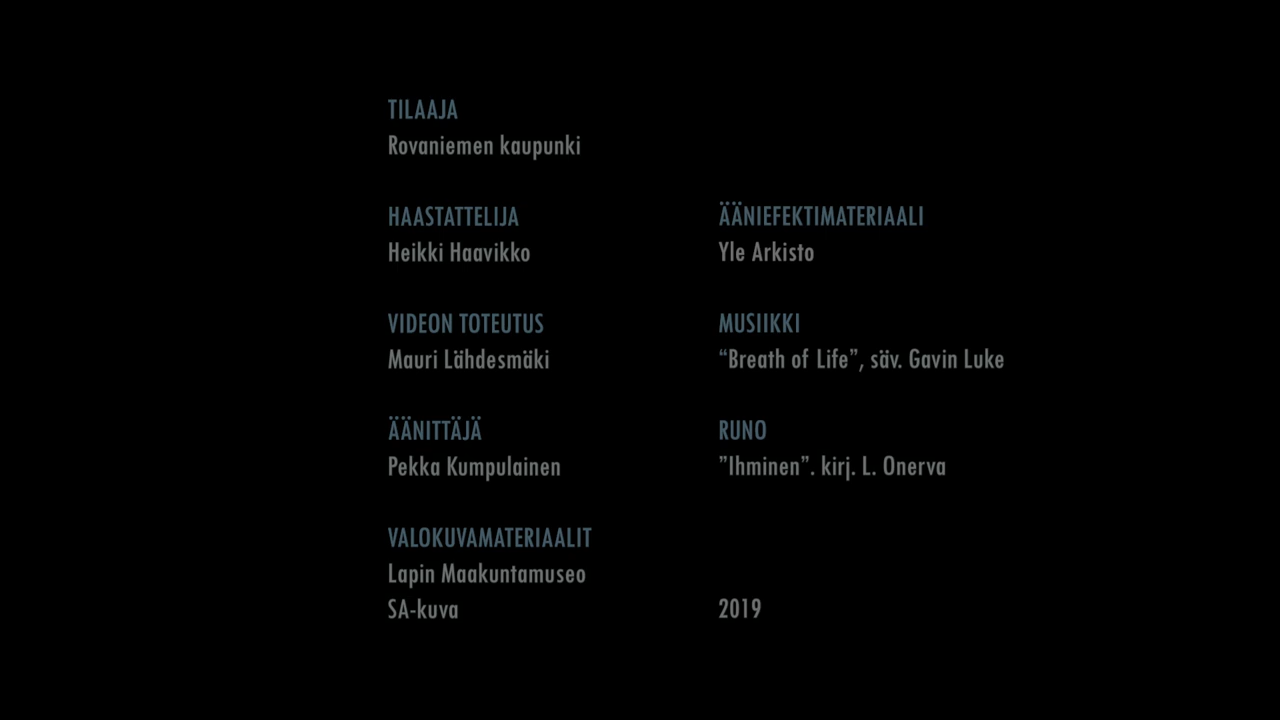 TILAAJA
Rovaniemen kaupunki
HAASTATTELIJA
Heikki Haavikko
VIDEON TOTEUTUS
Mauri Lähdesmäki
ÄÄNITTÄJÄ
Pekka Kumpulainen
VALOKUVAMATERIAALIT
Lapin Maakuntamuseo
SA-kuva
ÄÄNIEFEKTIMATERIAALI
Yle Arkisto
MUSIIKKI
“Breath of Life”, säv. Gavin Luke
RUNO
”Ihminen”. kirj. L. Onerva
2019